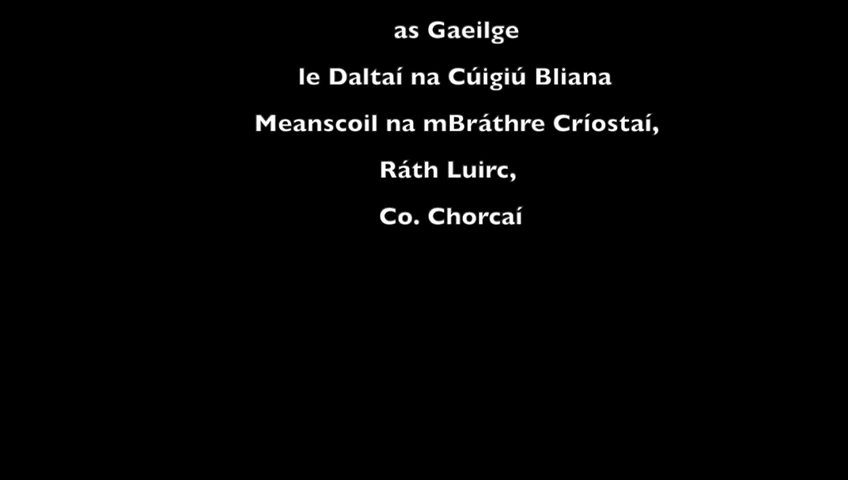 as Gaeilge
le Daltaí na Cúigiú Bliana
Meanscoil na mBráthre Críostaí,
Ráth Luirc,
Co. Chorcaí